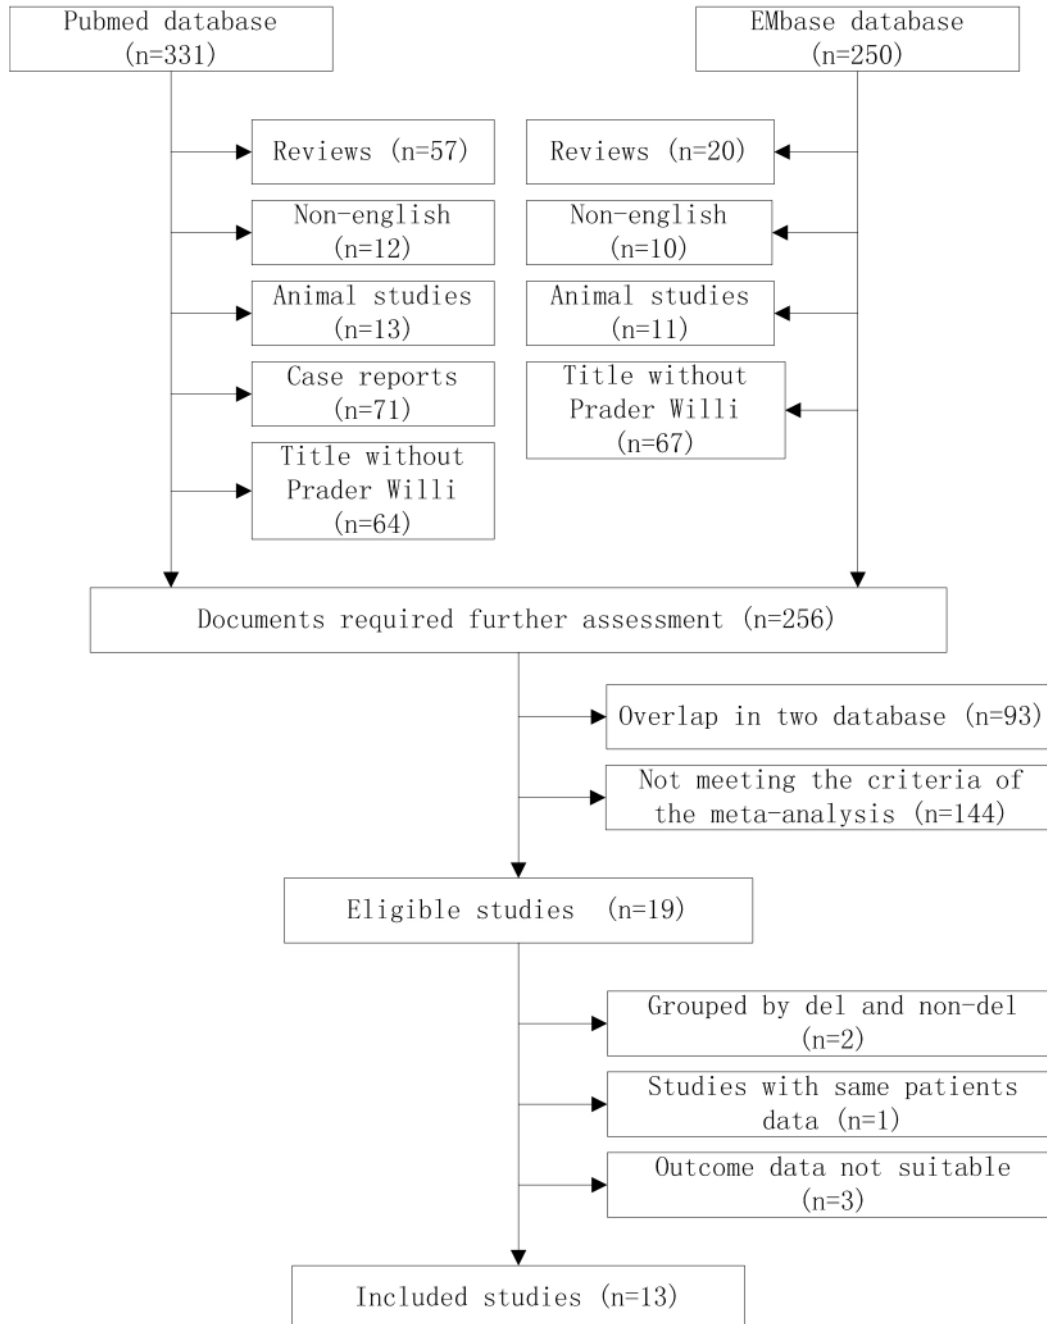 Pubmed database
(n=331)
EMbase database
(n=250)
Reviews (n=57)
Reviews (n=20)
Non-english
(n=12)
Non-english
(n=10)
Animal studies
(n=13)
Animal studies
(n=11)
Case reports
(n=71)
Title without
Prader Willi
(n=67)
Title without
Prader Willi
(n=64)
Documents required further assessment (n=256)
Overlap in two database (n=93)
Not meeting the criteria of
the meta-analysis (n=144)
Eligible studies (n=19)
Grouped by del and non-del
(n=2)
Studies with same patients
data (n=1)
Outcome data not suitable
(n=3)
Included studies (n=13)